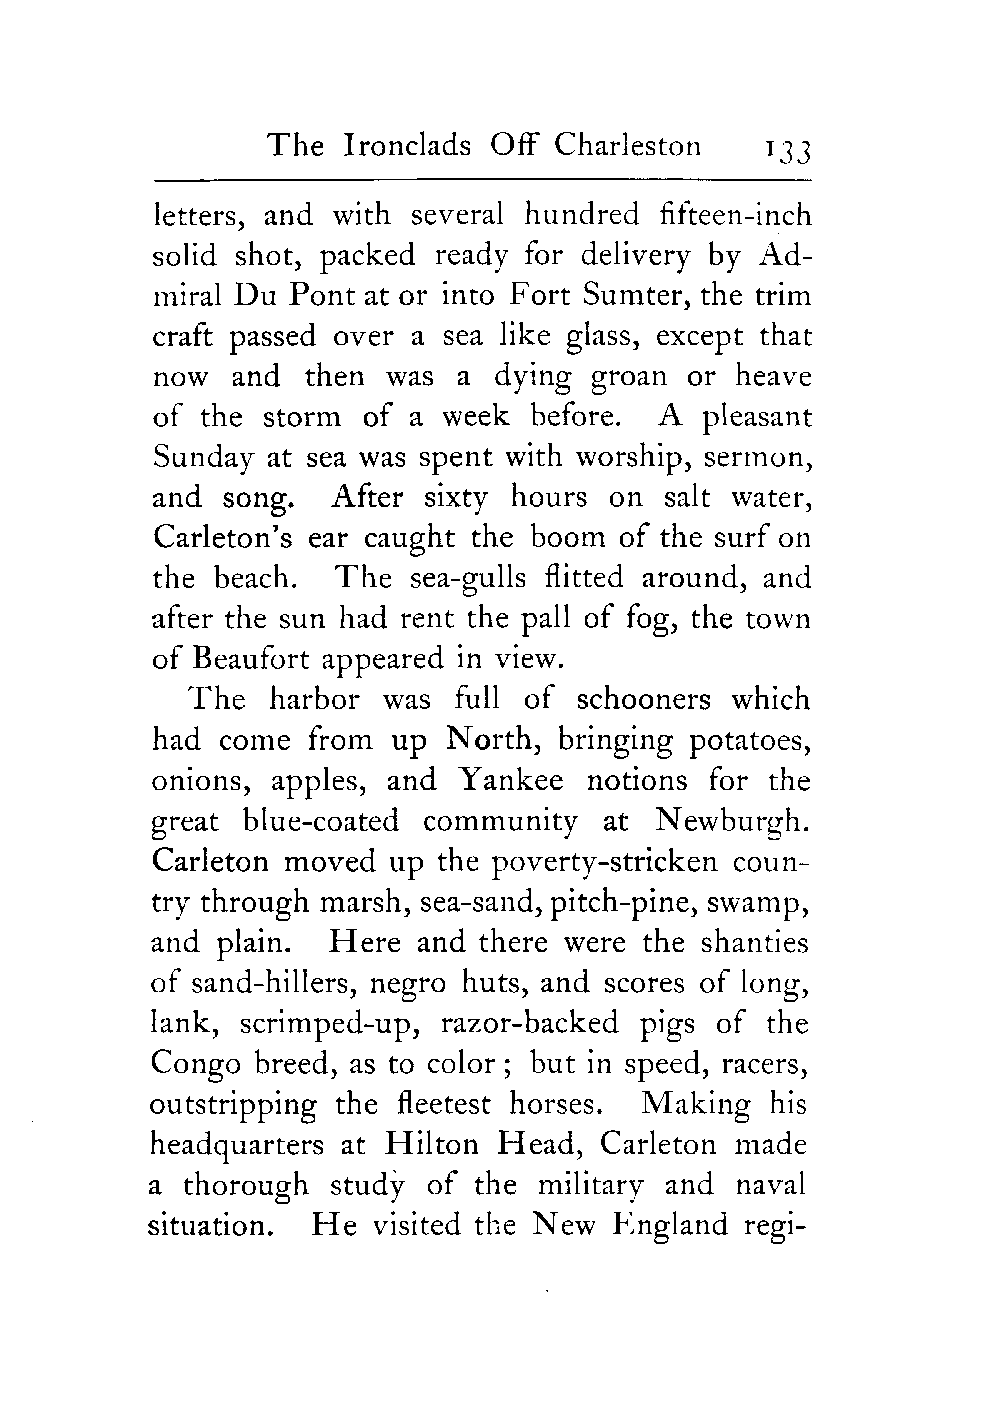 The Ironclads Off Charleston 133
letters, and with several hundred fifteen-inch
solid shot, packed ready for delivery by Ad-
miral Du Pont at or into Fort Sumter, the trim
craft passed over a sea like glass, except that
now and then was a dying groan or heave
of the storm of a week before. A pleasant
Sunday at sea was spent with worship, sermon,
and song. After sixty hours on salt water,
Carleton's ear caught the boom of the surf on
the beach. The sea-gulls flitted around, and
after the sun had rent the pall of fog, the town
of Beaufort appeared in view.
The harbor was full of schooners which
had come from up North, bringing potatoes,
onions, apples, and Yankee notions for the
great blue-coated community at Newburgh.
Carleton moved up the poverty-stricken coun-
try through marsh, sea-sand, pitch-pine, swamp,
and plain. Here and there were the shanties
of sand-hillers, negro huts, and scores of long,
lank, scrimped-up, razor-backed pigs of the
Congo breed, as to color; but in speed, racers,
outstripping the fleetest horses. Making his
headquarters at Hilton Head, Carleton made
a thorough study of the military and naval
situation. He visited the New England regi-